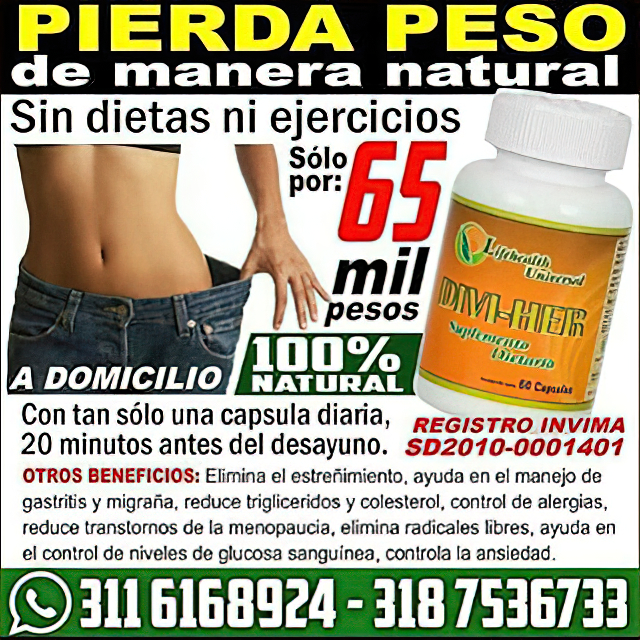 PIERDA PESO
de manera natural
Sin dietas ni ejercicios
Sólo
por:
65
mil
pesos
Lifehealth
Universal
DIVI-HER
Suplemento
Dietario
60 Capsulas
A DOMICILIO
100%
NATURAL
Con tan sólo una capsula diaria,
20 minutos antes del desayuno.
REGISTRO INVIMA
SD2010-0001401
OTROS BENEFICIOS: Elimina el estreñimiento, ayuda en el manejo de
gastritis y migraña, reduce trigliceridos y colesterol, control de alergias,
reduce transtornos de la menopaucia, elimina radicales libres, ayuda en
el control de niveles de glucosa sanguínea, controla la ansiedad.
311 6168924 - 318 7536733